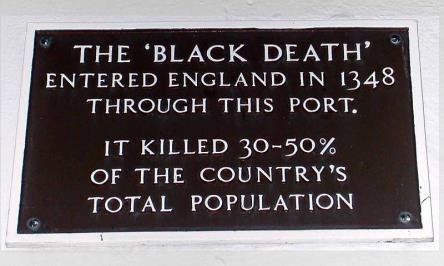 THE ‘BLACK DEATH’
ENTERED ENGLAND IN 1348
THROUGH THIS PORT.
IT KILLED 30-50%
OF THE COUNTRY'S
TOTAL POPULATION